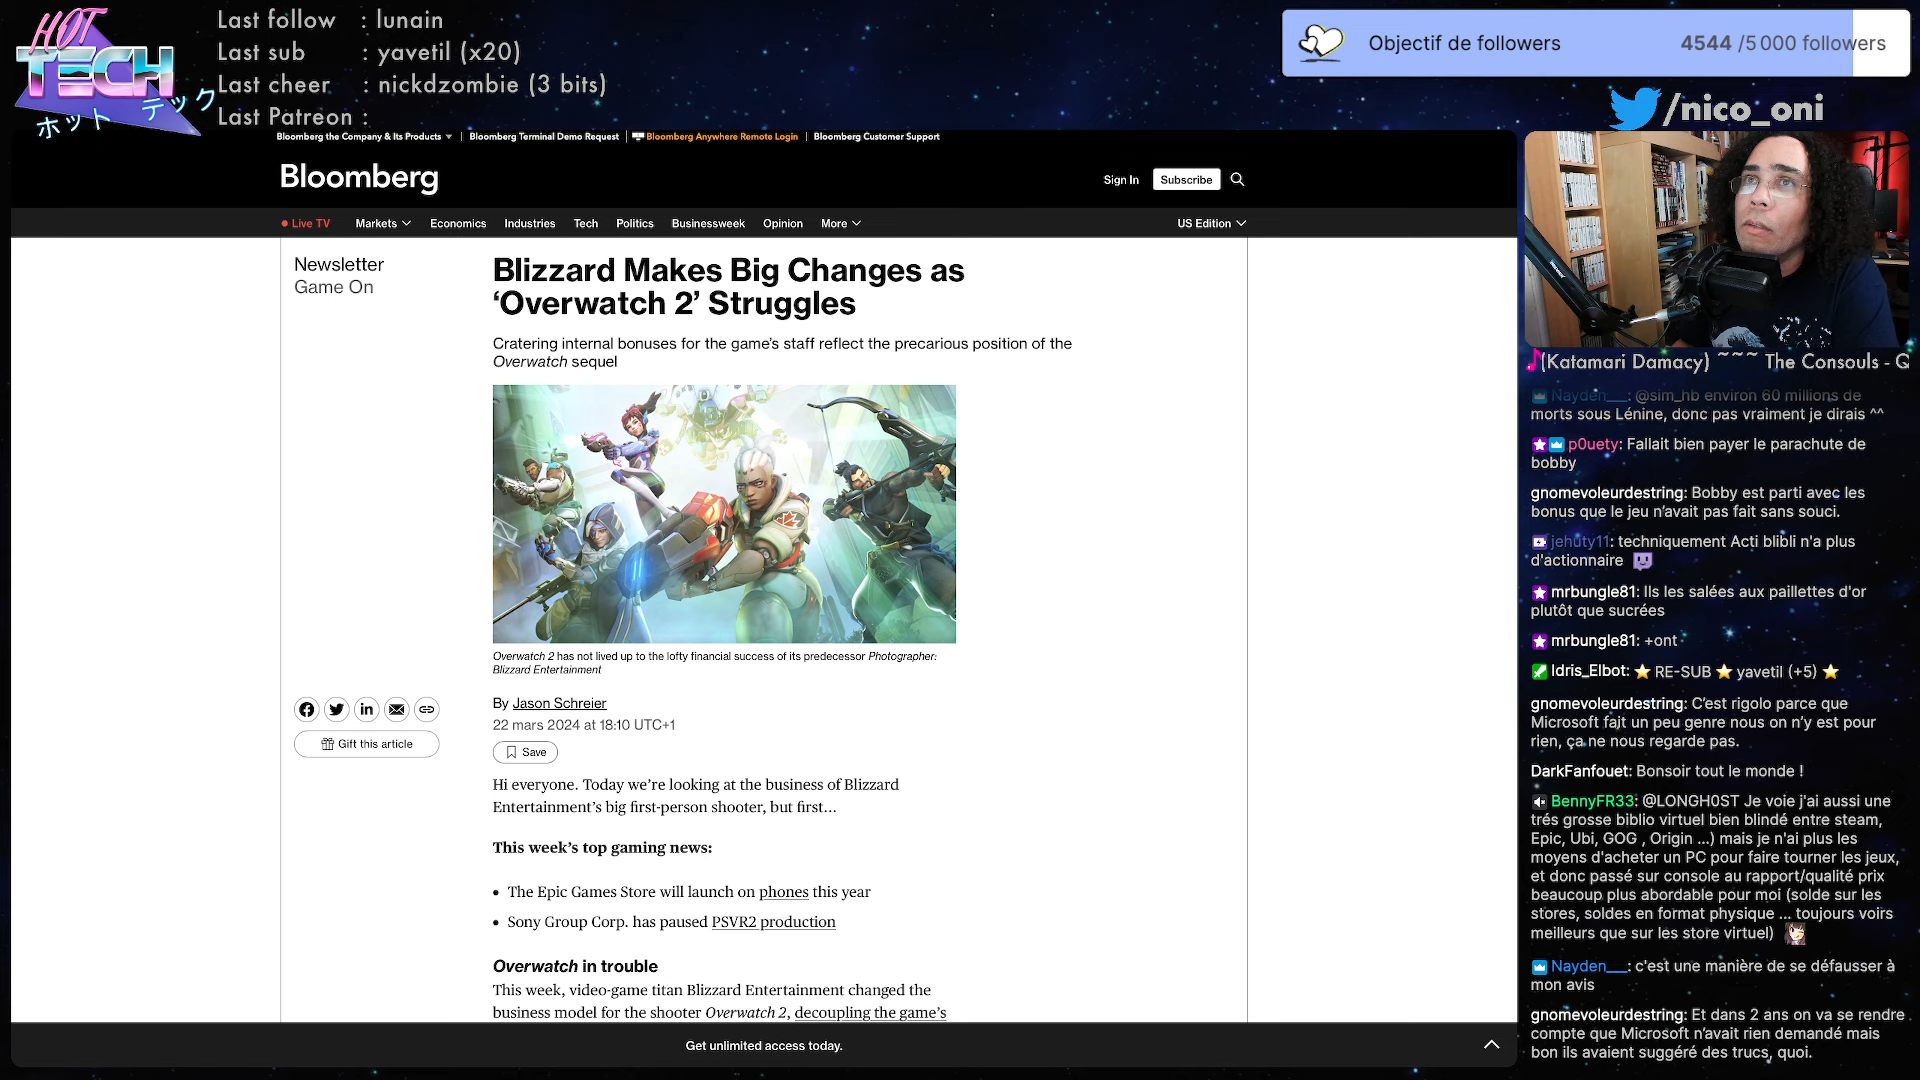 HOT
TECH
ホット テック
Last follow : lunain
Last sub : yavetil (x20)
Last cheer : nickdzombie (3 bits)
Last Patreon :
Objectif de followers 4544 /5 000 followers
/nico_oni
Bloomberg the Company & Its Products
Bloomberg Terminal Demo Request
Bloomberg Anywhere Remote Login
Bloomberg Customer Support
Bloomberg
Sign In
Subscribe
Live TV
Markets
Economics
Industries
Tech
Politics
Businessweek
Opinion
More
US Edition
Newsletter
Game On
Blizzard Makes Big Changes as
‘Overwatch 2’ Struggles
Cratering internal bonuses for the game’s staff reflect the precarious position of the
Overwatch sequel
Overwatch 2 has not lived up to the lofty financial success of its predecessor Photographer:
Blizzard Entertainment
By Jason Schreier
22 mars 2024 at 18:10 UTC+1
Save
Gift this article
Hi everyone. Today we’re looking at the business of Blizzard
Entertainment’s big first-person shooter, but first…
This week’s top gaming news:
• The Epic Games Store will launch on phones this year
• Sony Group Corp. has paused PSVR2 production
Overwatch in trouble
This week, video-game titan Blizzard Entertainment changed the
business model for the shooter Overwatch 2, decoupling the game’s
Get unlimited access today.
(Katamari Damacy) ~~~ The Consouls - Q
Nayden__: @sim_hb environ 60 millions de
morts sous Lénine, donc pas vraiment je dirais ^^
p0uety: Fallait bien payer le parachute de
bobby
gnomevoleurdestring: Bobby est parti avec les
bonus que le jeu n’avait pas fait sans souci.
jehuty11: techniquement Acti blibli n'a plus
d'actionnaire
mrbungle81: Ils les salées aux paillettes d'or
plutôt que sucrées
mrbungle81: +ont
Idris_Elbot: ⭐ RE-SUB ⭐ yavetil (+5) ⭐
gnomevoleurdestring: C’est rigolo parce que
Microsoft fait un peu genre nous on n’y est pour
rien, ça ne nous regarde pas.
DarkFanfouet: Bonsoir tout le monde !
BennyFR33: @LONGH0ST Je voie j'ai aussi une
trés grosse biblio virtuel bien blindé entre steam,
Epic, Ubi, GOG , Origin ...) mais je n'ai plus les
moyens d'acheter un PC pour faire tourner les jeux,
et donc passé sur console au rapport/qualité prix
beaucoup plus abordable pour moi (solde sur les
stores, soldes en format physique ... toujours voirs
meilleurs que sur les store virtuel)
Nayden__: c'est une manière de se défausser à
mon avis
gnomevoleurdestring: Et dans 2 ans on va se rendre
compte que Microsoft n’avait rien demandé mais
bon ils avaient suggéré des trucs, quoi.